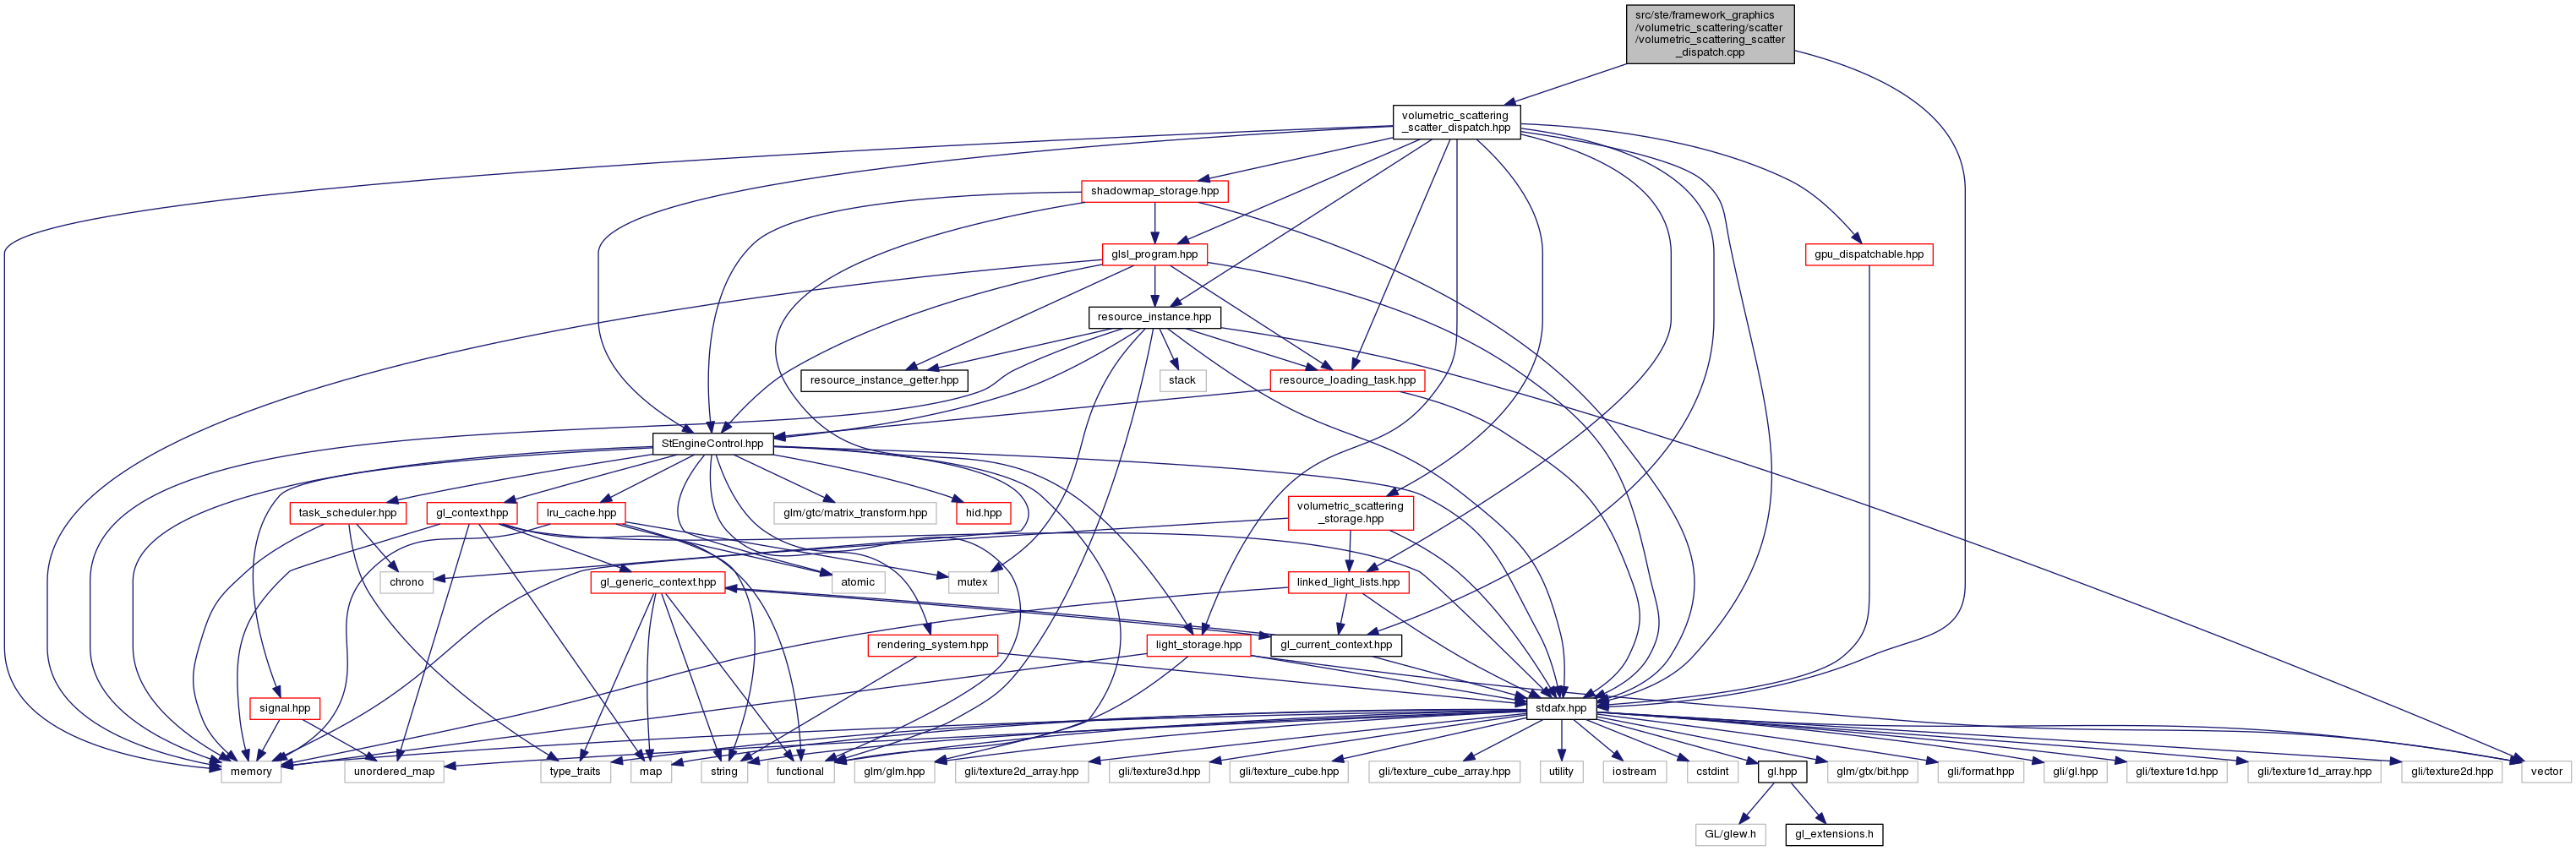 src/ste/framework_graphics
/volumetric_scattering/scatter
/volumetric_scattering_scatter
_dispatch.cpp
volumetric_scattering
_scatter_dispatch.hpp
shadowmap_storage.hpp
glsl_program.hpp
gpu_dispatchable.hpp
resource_instance.hpp
resource_instance_getter.hpp
stack
resource_loading_task.hpp
StEngineControl.hpp
task_scheduler.hpp
gl_context.hpp
lru_cache.hpp
glm/gtc/matrix_transform.hpp
hid.hpp
volumetric_scattering
_storage.hpp
chrono
gl_generic_context.hpp
atomic
mutex
linked_light_lists.hpp
rendering_system.hpp
light_storage.hpp
gl_current_context.hpp
signal.hpp
stdafx.hpp
memory
unordered_map
type_traits
map
string
functional
glm/glm.hpp
gli/texture2d_array.hpp
gli/texture3d.hpp
gli/texture_cube.hpp
gli/texture_cube_array.hpp
utility
iostream
cstdint
gl.hpp
glm/gtx/bit.hpp
gli/format.hpp
gli/gl.hpp
gli/texture1d.hpp
gli/texture1d_array.hpp
gli/texture2d.hpp
vector
GL/glew.h
gl_extensions.h